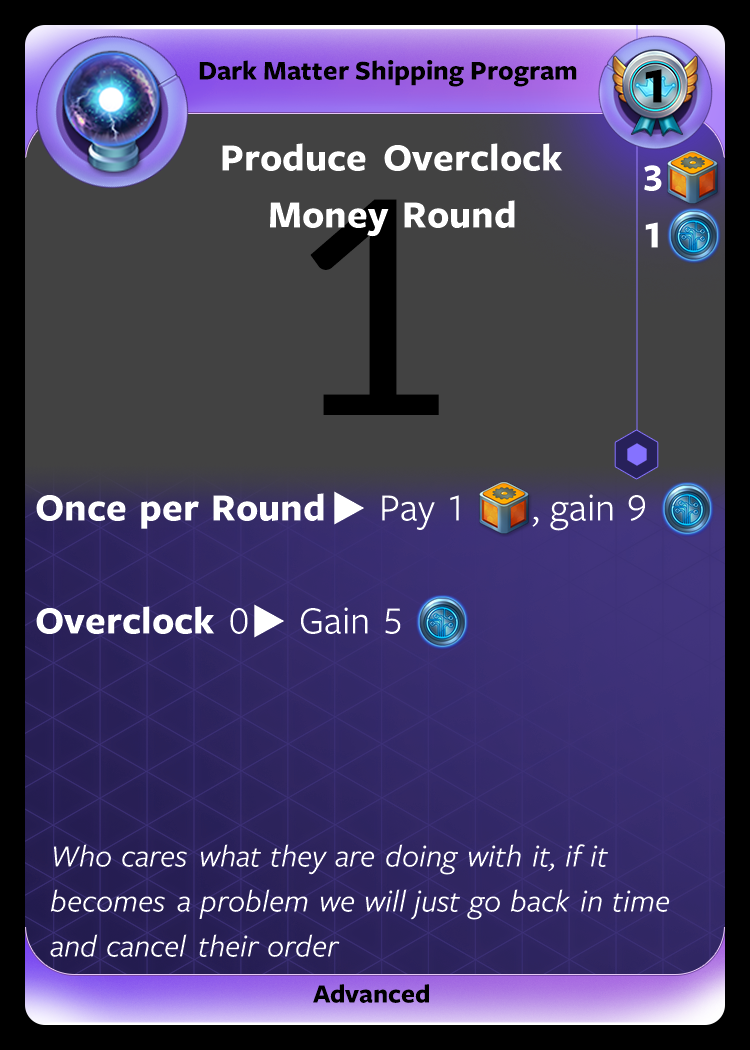 Dark Matter Shipping Program
1
Produce Overclock
Money Round
3
1
1
Once per Round ▶ Pay 1 , gain 9
Overclock 0 ▶ Gain 5
Who cares what they are doing with it, if it
becomes a problem we will just go back in time
and cancel their order
Advanced